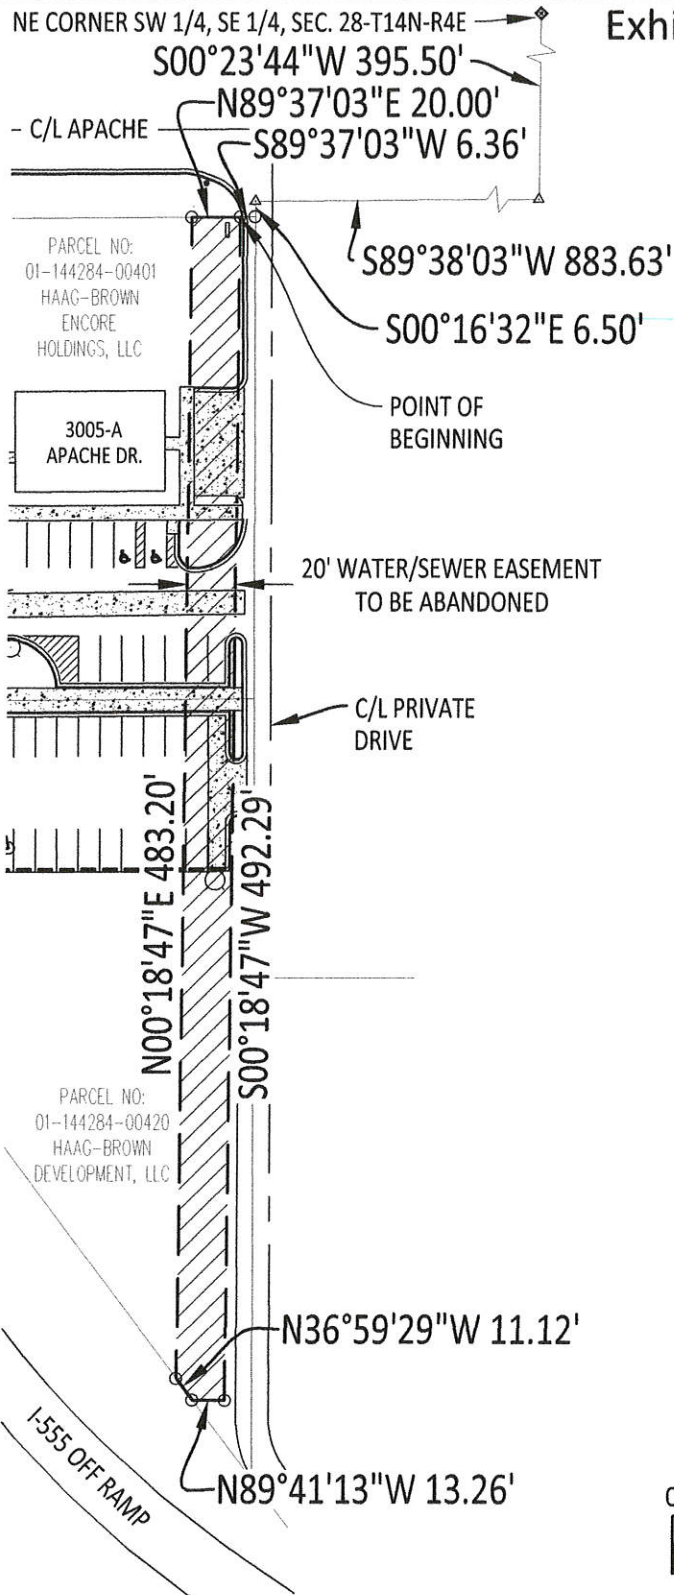 NE CORNER SW 1/4, SE 1/4, SEC. 28-T14N-R4E
Exhi
S00°23'44"W 395.50'
N89°37'03"E 20.00'
- C/L APACHE
S89°37'03"W 6.36'
PARCEL NO:
01-144284-00401
HAAG-BROWN
ENCORE
HOLDINGS, LLC
S89°38'03"W 883.63'
S00°16'32"E 6.50'
POINT OF
BEGINNING
3005-A
APACHE DR.
20' WATER/SEWER EASEMENT
TO BE ABANDONED
C/L PRIVATE
DRIVE
N00°18'47"E 483.20'
S00°18'47"W 492.29'
PARCEL NO:
01-144284-00420
HAAG-BROWN
DEVELOPMENT, LLC
N36°59'29"W 11.12'
I-555 OFF RAMP
N89°41'13"W 13.26'